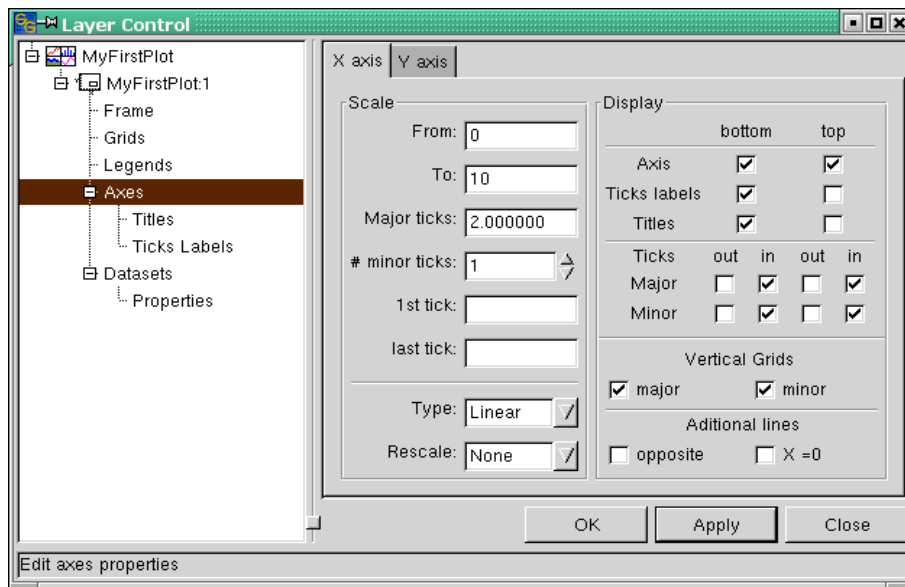 SG Layer Control
MyFirstPlot
MyFirstPlot:1
Frame
Grids
Legends
Axes
Titles
Ticks Labels
Datasets
Properties
X axis
Y axis
Scale
From: 0
To: 10
Major ticks: 2.000000
# minor ticks: 1
1st tick:
last tick:
Type: Linear
Rescale: None
Display
bottom top
Axis
Ticks labels
Titles
Ticks out in out in
Major
Minor
Vertical Grids
major minor
Aditional lines
opposite X =0
OK Apply Close
Edit axes properties